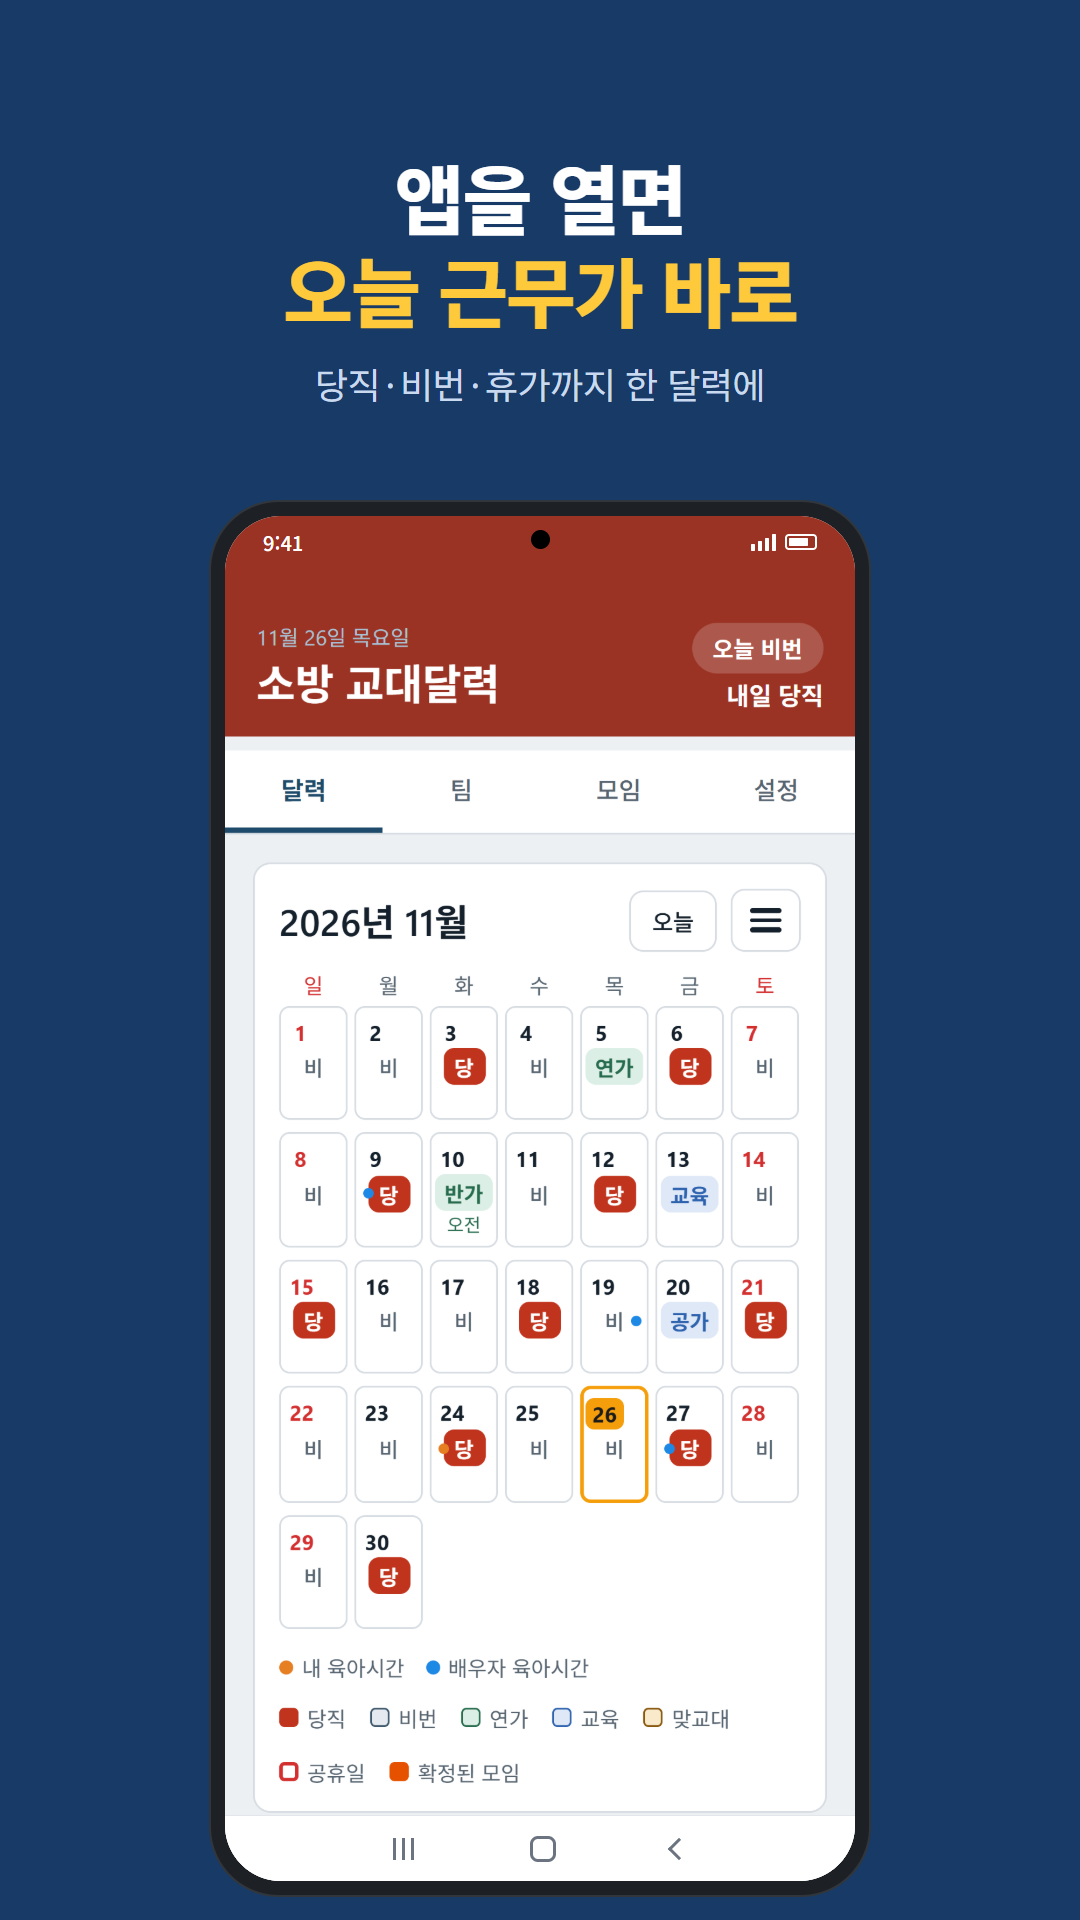 앱을 열면
오늘 근무가 바로
당직·비번·휴가까지 한 달력에
9:41
11월 26일 목요일
소방 교대달력
오늘 비번
내일 당직
달력 팀 모임 설정
2026년 11월 오늘
일 월 화 수 목 금 토
1 2 3 4 5 6 7
비 비 당 비 연가 당 비
8 9 10 11 12 13 14
비 당 반가 비 당 교육 비
오전
15 16 17 18 19 20 21
당 비 비 당 비 공가 당
22 23 24 25 26 27 28
비 비 당 비 비 당 비
29 30
비 당
내 육아시간 배우자 육아시간
당직 비번 연가 교육 맞교대
공휴일 확정된 모임